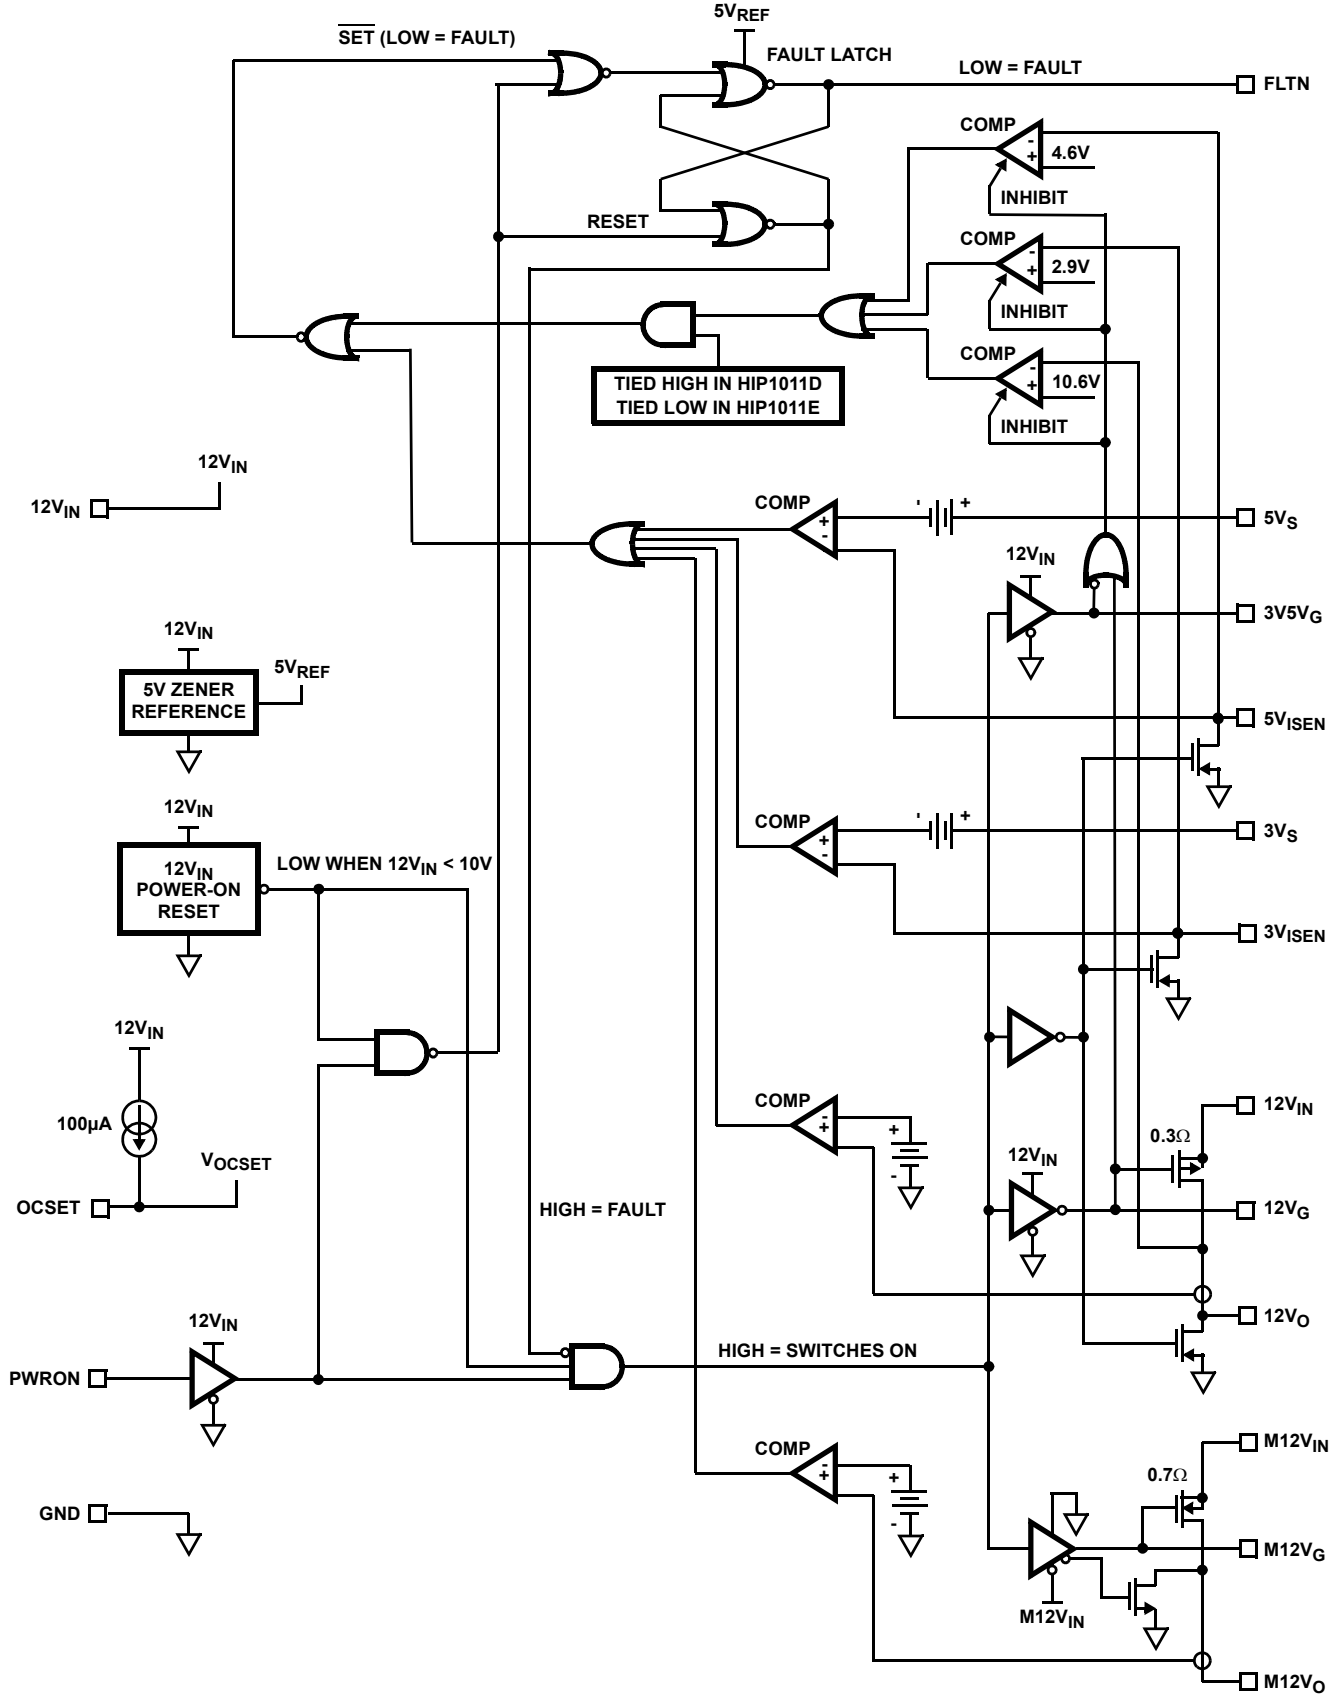 5VREF
SET (LOW = FAULT)
FAULT LATCH
LOW = FAULT
FLTN
COMP
-
+
4.6V
INHIBIT
RESET
COMP
-
+
2.9V
INHIBIT
COMP
-
+
10.6V
INHIBIT
TIED HIGH IN HIP1011D
TIED LOW IN HIP1011E
12VIN
12VIN
COMP
+
-
- +
5VS
12VIN
3V5VG
12VIN
5VREF
5V ZENER
REFERENCE
5VISEN
12VIN
COMP
+
-
- +
3VS
12VIN
POWER-ON
RESET
LOW WHEN 12VIN < 10V
3VISEN
12VIN
100µA
VOCSET
OCSET
COMP
-
+
+
-
12VIN
0.3Ω
12VIN
12VG
HIGH = FAULT
12VO
12VIN
PWRON
HIGH = SWITCHES ON
COMP
-
+
+
-
M12VIN
0.7Ω
GND
M12VG
M12VIN
M12VO